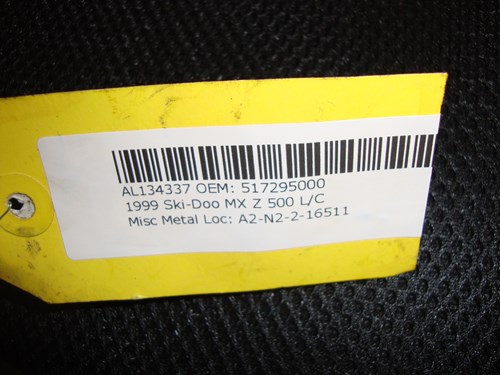 AL134337 OEM: 517295000
1999 Ski-Doo MX Z 500 L/C
Misc Metal Loc: A2-N2-2-16511